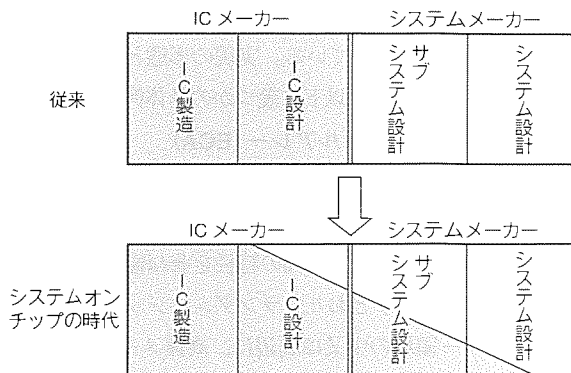 ICメーカー
システムメーカー
従来
IC製造
IC設計
サブ
システム設計
システム設計
ICメーカー
システムメーカー
システムオン
チップの時代
IC製造
IC設計
サブ
システム設計
システム設計